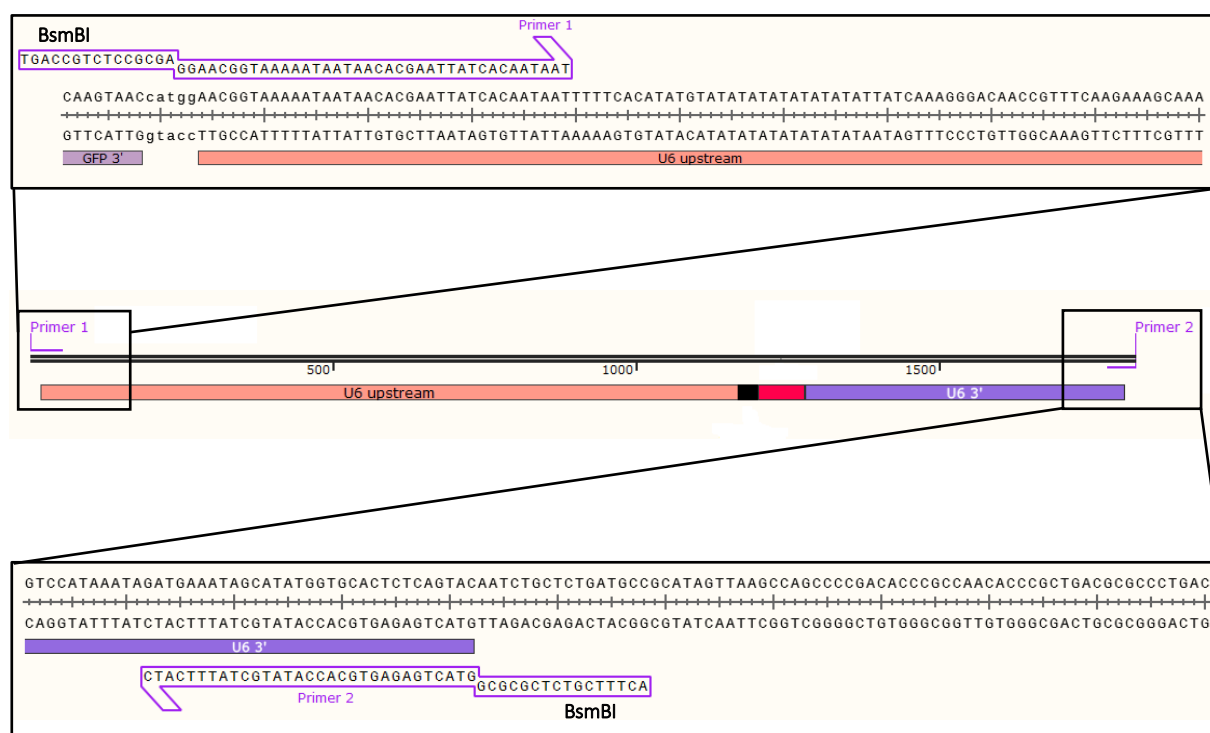 BsmBI
Primer 1
TGACCGTCTCCGCGA
GGAACGGTAAAAATAATAACACGAATTATCACAATAAT
CAAGTAACcatggAACGGTAAAAATAATAACACGAATTATCACAATAATTTTTCACATATGTATATATATATATATATTATCAAAGGGACAACCGTTTCAAGAAAGCAAA
GTTCATTGgtaccTTGCCATTTTTATTATTGTGCTTAATAGTGTTATTAAAAAGTGTATACATATATATATATATATAATAGTTTCCCTGTTGGCAAAGTTCTTTCGTTT
GFP 3'
U6 upstream
Primer 1
Primer 2
500
1000
1500
U6 upstream
U6 3'
GTCCATAAATAGATGAAATAGCATATGGTGCACTCTCAGTACAATCTGCTCTGATGCCGCATAGTTAAGCCAGCCCCGACACCCGCCAACACCCGCTGACGCGCCCTGAC
CAGGTATTTATCTACTTTATCGTATACCACGTGAGAGTCATGTTAGACGAGACTACGGCGTATCAATTCGGTCGGGGCTGTGGGCGGTTGTGGGCGACTGCGCGGGACTG
U6 3'
CTACTTTATCGTATACCACGTGAGAGTCATG
GCGCGCTCTGCTTTCA
Primer 2
BsmBI